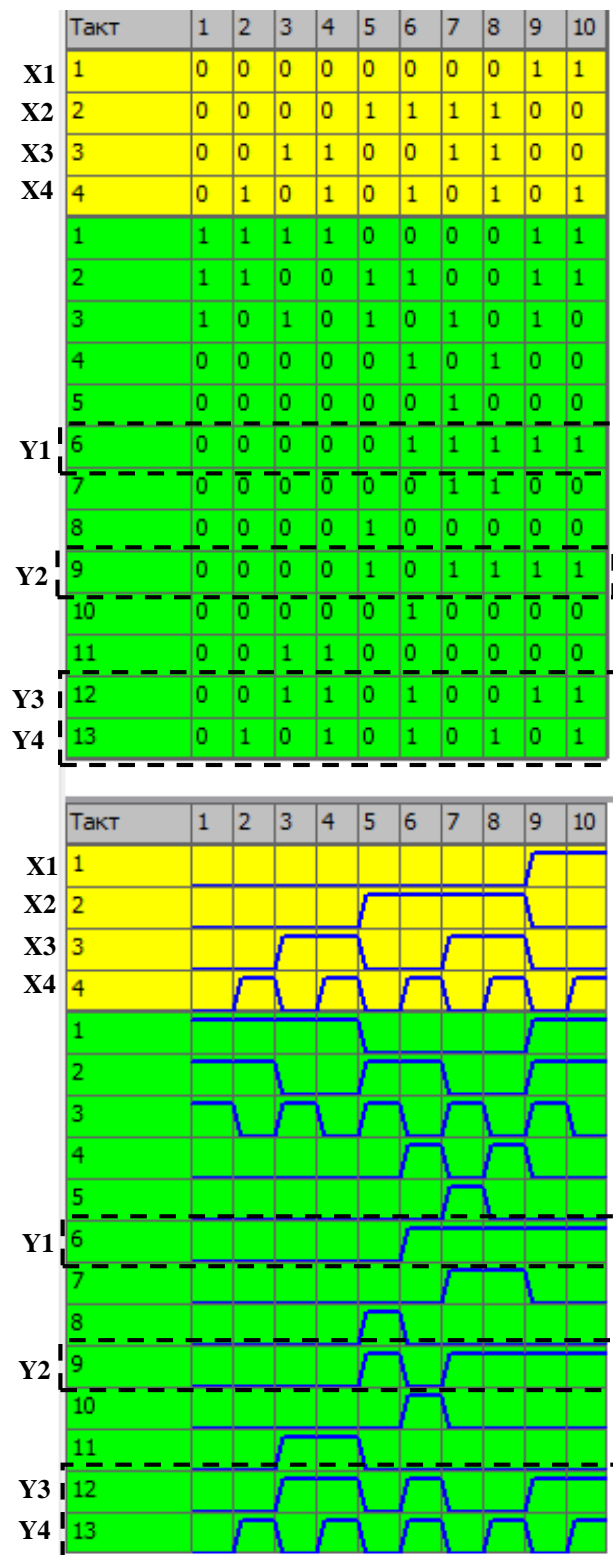 Такт 1 2 3 4 5 6 7 8 9 10
X1 1 0 0 0 0 0 0 0 0 1 1
X2 2 0 0 0 0 1 1 1 1 0 0
X3 3 0 0 1 1 0 0 1 1 0 0
X4 4 0 1 0 1 0 1 0 1 0 1
1 1 1 1 1 0 0 0 0 1 1
2 1 1 0 0 1 1 0 0 1 1
3 1 0 1 0 1 0 1 0 1 0
4 0 0 0 0 0 1 0 1 0 0
5 0 0 0 0 0 0 1 0 0 0
Y1 6 0 0 0 0 0 1 1 1 1 1
7 0 0 0 0 0 0 1 1 0 0
8 0 0 0 0 1 0 0 0 0 0
Y2 9 0 0 0 0 1 0 1 1 1 1
10 0 0 0 0 0 1 0 0 0 0
11 0 0 1 1 0 0 0 0 0 0
Y3 12 0 0 1 1 0 1 0 0 1 1
Y4 13 0 1 0 1 0 1 0 1 0 1
Такт 1 2 3 4 5 6 7 8 9 10
X1 1
X2 2
X3 3
X4 4
1
2
3
4
5
Y1 6
7
8
Y2 9
10
11
Y3 12
Y4 13